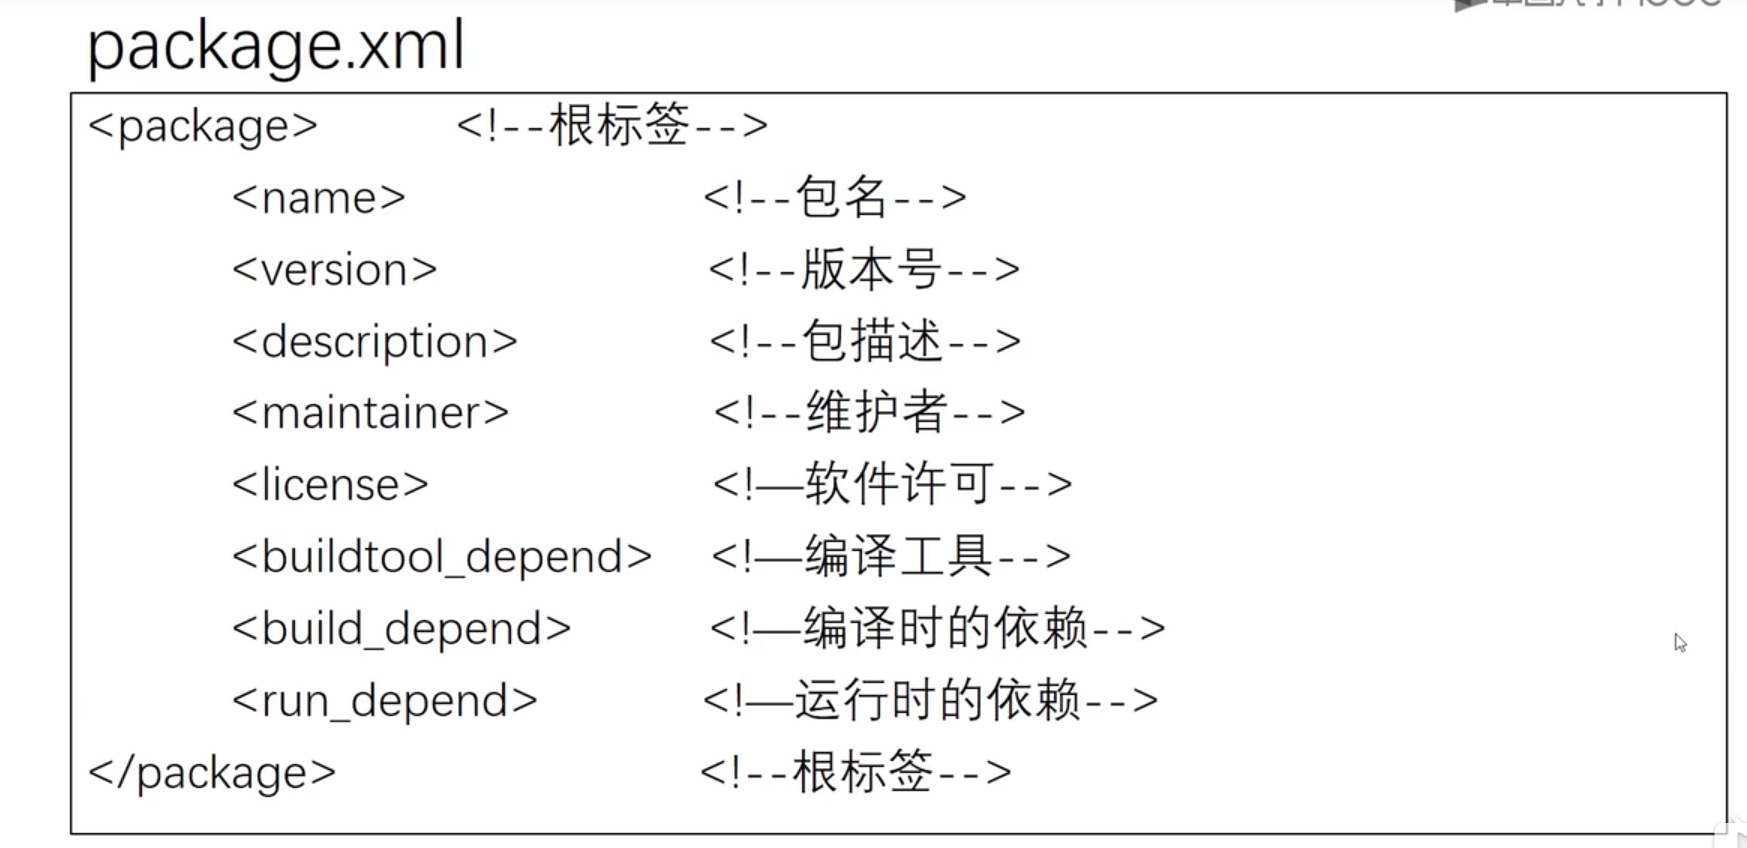 package.xml
<package> <!--根标签-->
<name> <!--包名-->
<version> <!--版本号-->
<description> <!--包描述-->
<maintainer> <!--维护者-->
<license> <!—软件许可-->
<buildtool_depend> <!—编译工具-->
<build_depend> <!—编译时的依赖-->
<run_depend> <!—运行时的依赖-->
</package> <!--根标签-->